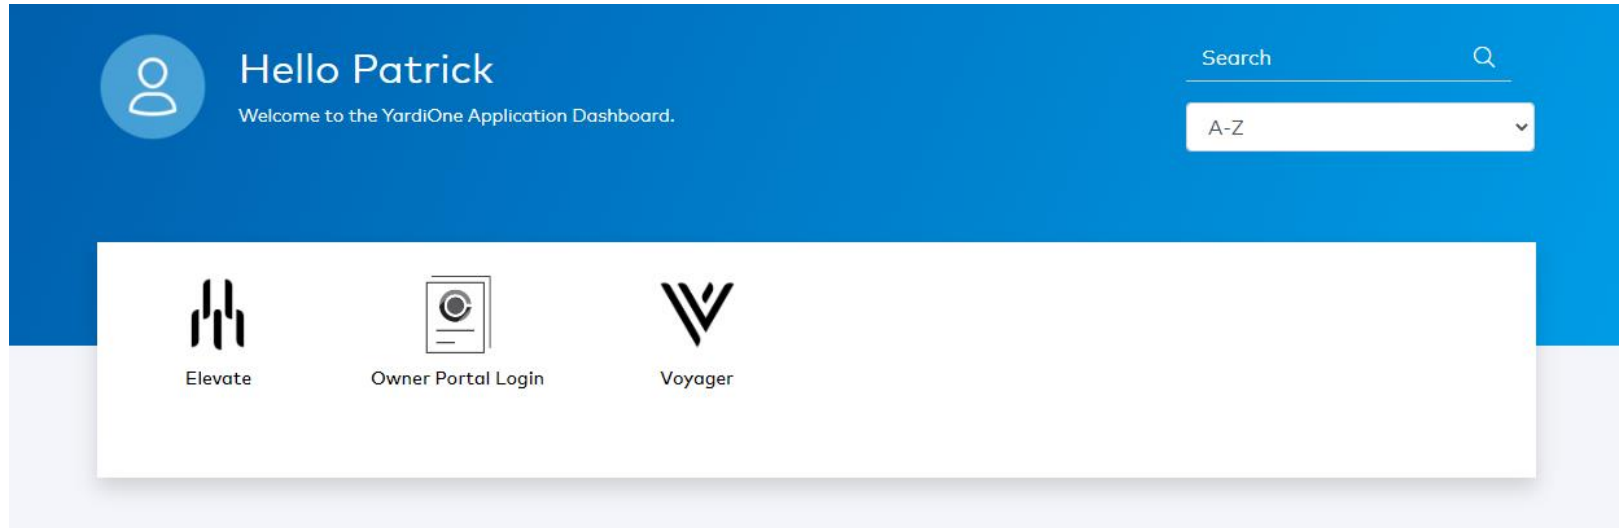 Hello Patrick
Welcome to the YardiOne Application Dashboard.
Search
A-Z
Elevate
Owner Portal Login
Voyager